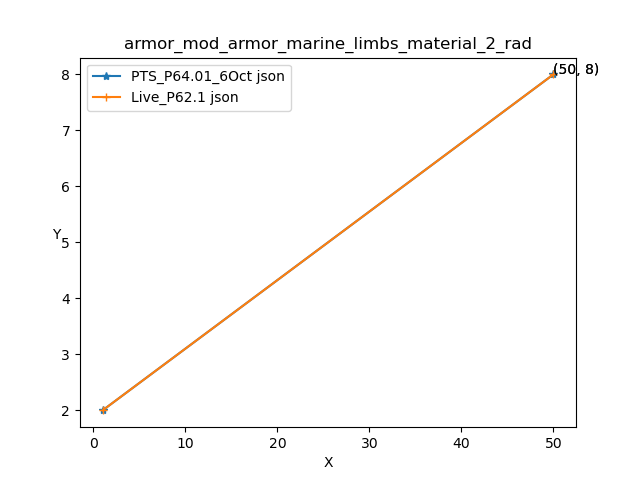 armor_mod_armor_marine_limbs_material_2_rad
PTS_P64.01_6Oct json
Live_P62.1 json
(50, 8)
8
7
6
5
4
3
2
Y
0
10
20
30
40
50
X